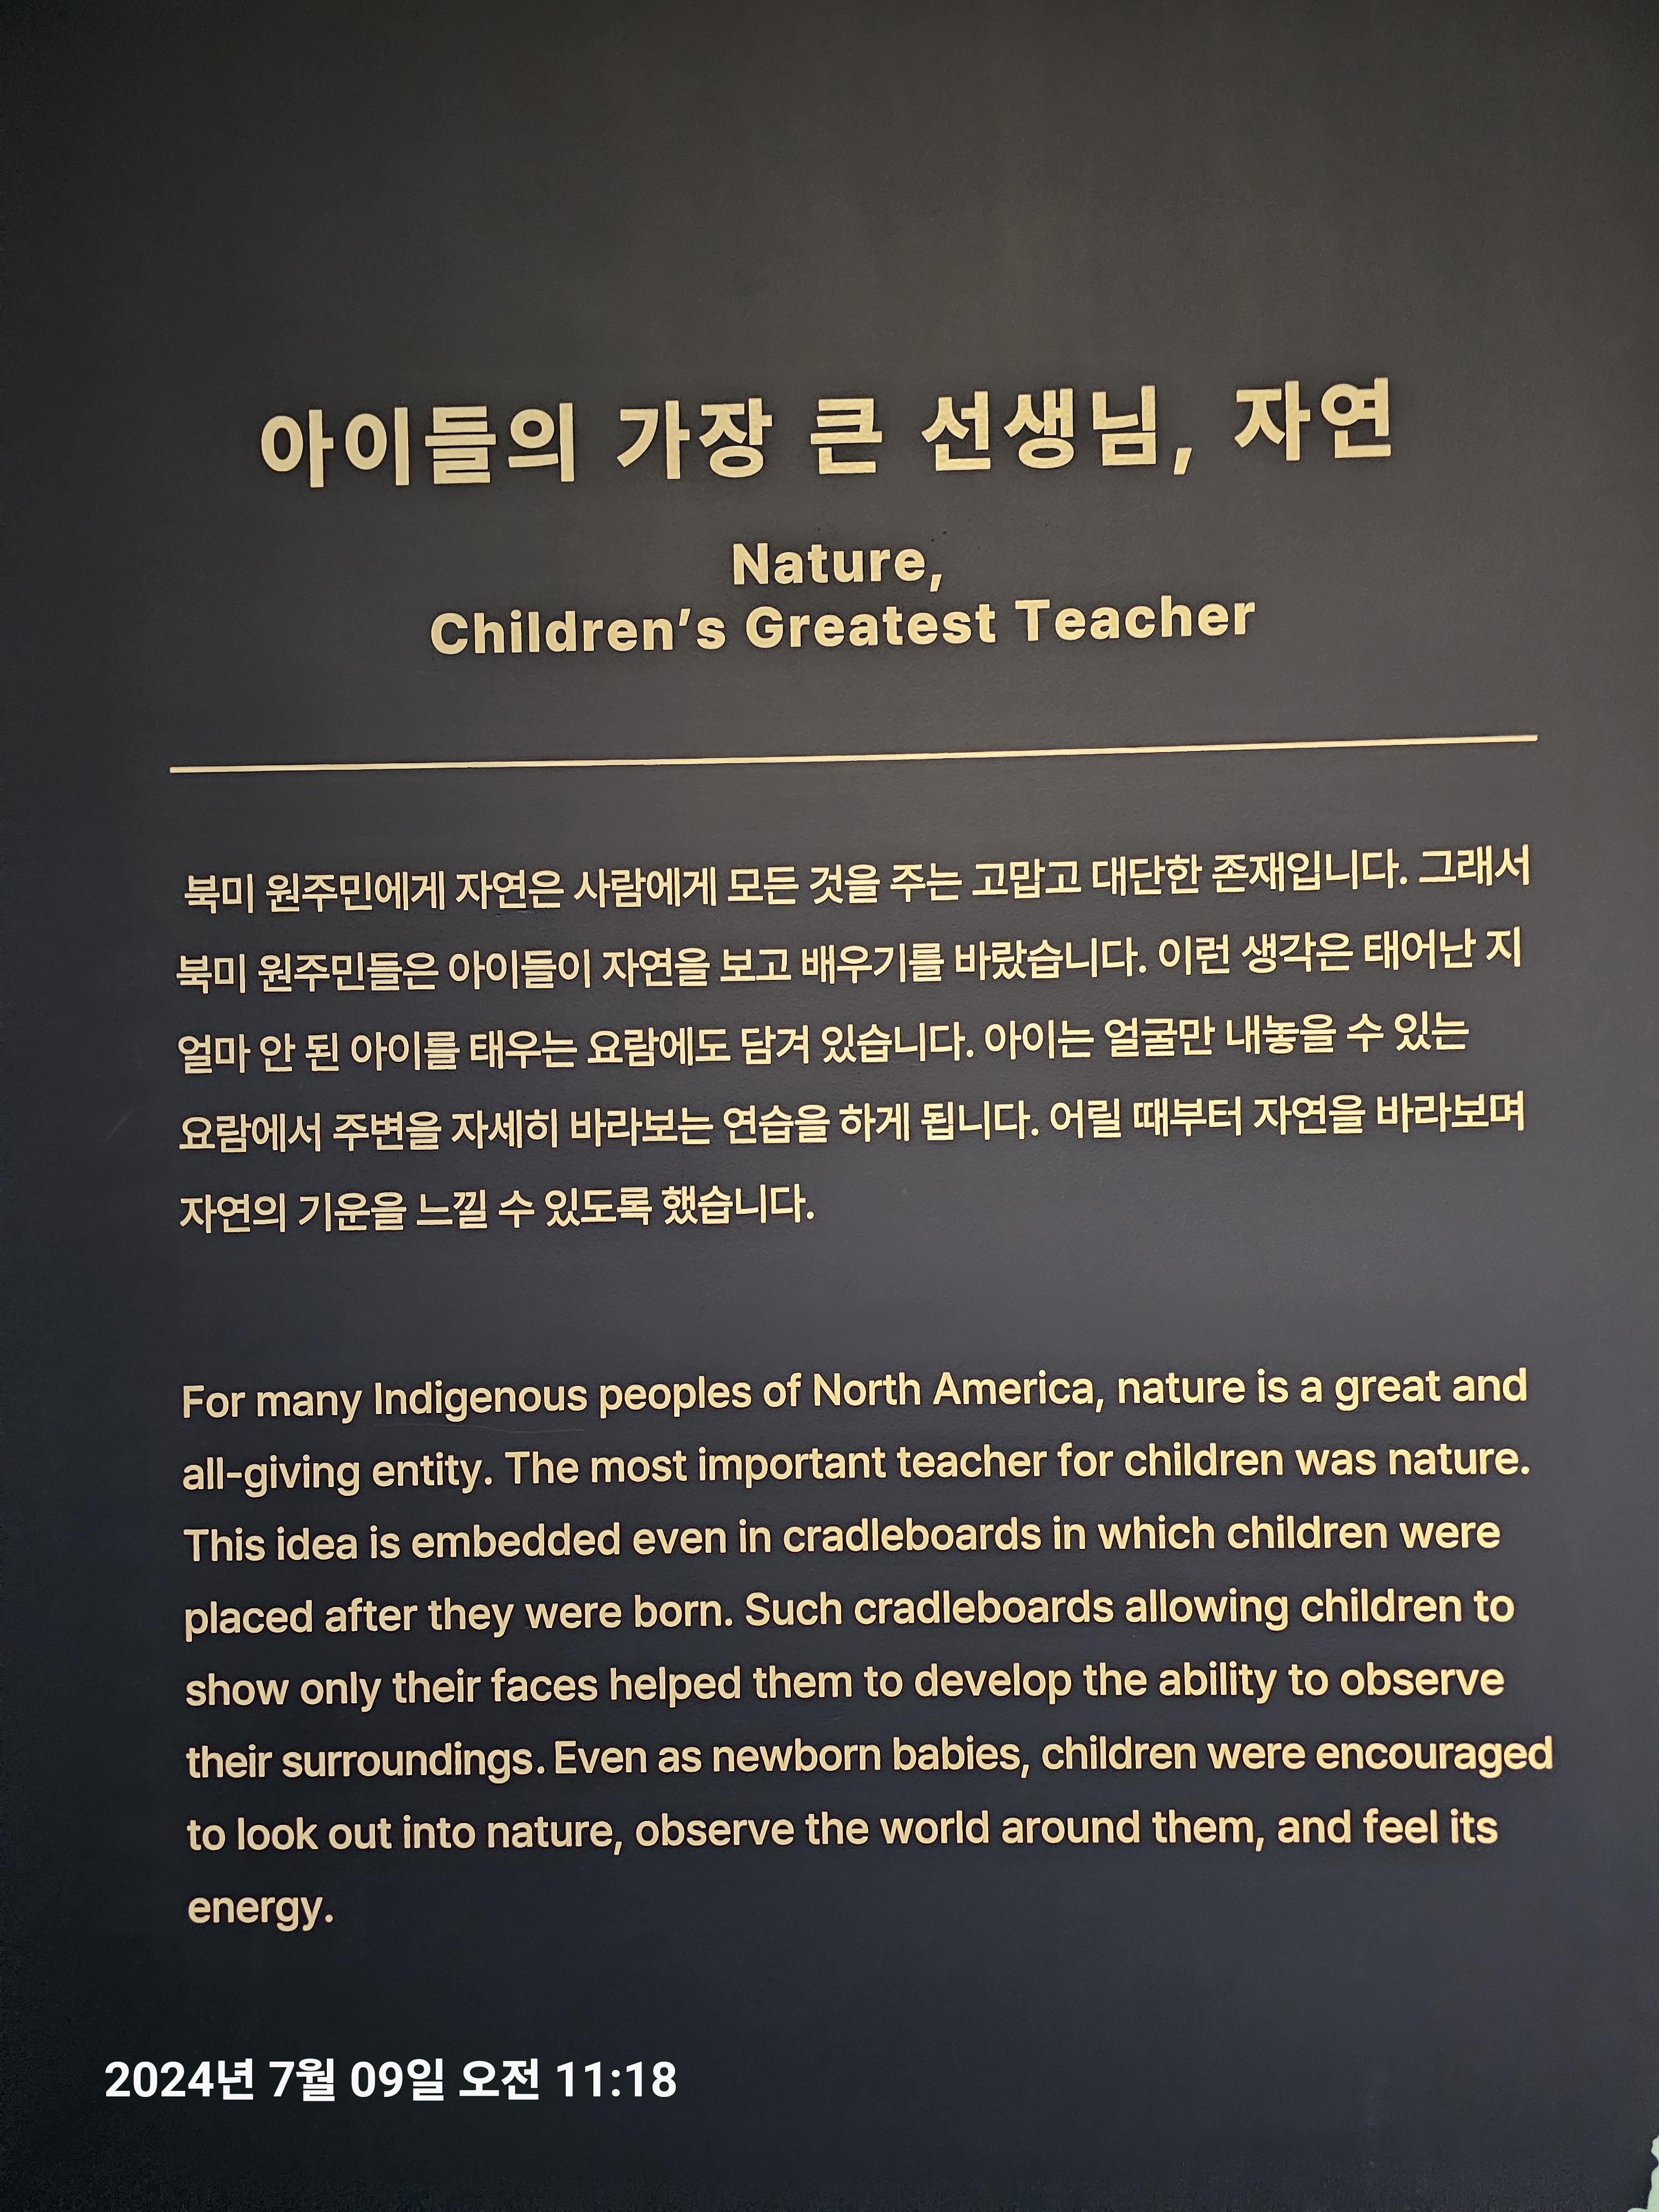 아이들의 가장 큰 선생님, 자연
Nature,
Children’s Greatest Teacher
북미 원주민에게 자연은 사람에게 모든 것을 주는 고맙고 대단한 존재입니다. 그래서
북미 원주민들은 아이들이 자연을 보고 배우기를 바랐습니다. 이런 생각은 태어난 지
얼마 안 된 아이를 태우는 요람에도 담겨 있습니다. 아이는 얼굴만 내놓을 수 있는
요람에서 주변을 자세히 바라보는 연습을 하게 됩니다. 어릴 때부터 자연을 바라보며
자연의 기운을 느낄 수 있도록 했습니다.
For many Indigenous peoples of North America, nature is a great and
all-giving entity. The most important teacher for children was nature.
This idea is embedded even in cradleboards in which children were
placed after they were born. Such cradleboards allowing children to
show only their faces helped them to develop the ability to observe
their surroundings. Even as newborn babies, children were encouraged
to look out into nature, observe the world around them, and feel its
energy.
2024년 7월 09일 오전 11:18